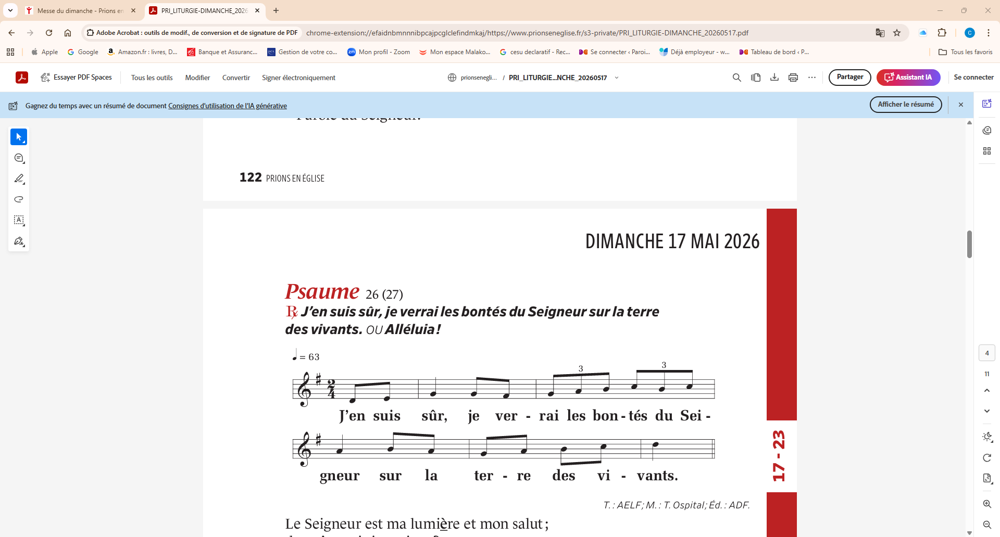 Messe du dimanche - Prions en
PRI_LITURGIE-DIMANCHE_2026
Adobe Acrobat : outils de modif., de conversion et de signature de PDF
chrome-extension://efaidnbmnnnibpcajpcglclefindmkaj/https://www.prionseneglise.fr/s3-private/PRI_LITURGIE-DIMANCHE_20260517.pdf
C
Apple
Google
Amazon.fr : livres, D...
Banque et Assuranc...
Gestion de votre co...
Mon profil - Zoom
Mon espace Malako...
cesu declaratif - Rec...
Se connecter ‹ Paroi...
Déjà employeur - w...
Tableau de bord ‹ P...
Tous les favoris
Essayer PDF Spaces
Tous les outils
Modifier
Convertir
Signer électroniquement
prionsenegli... / PRI_LITURGIE...NCHE_20260517
Partager
Assistant IA
Se connecter
Gagnez du temps avec un résumé de document Consignes d'utilisation de l'IA générative
Afficher le résumé
Parole du Seigneur.
122 PRIONS EN ÉGLISE
DIMANCHE 17 MAI 2026
Psaume 26 (27)
℟ J'en suis sûr, je verrai les bontés du Seigneur sur la terre
des vivants. OU Alléluia !
= 63
3 3
2
4
J'en suis sûr, je ver - rai les bon - tés du Sei -
gneur sur la ter - re des vi - vants.
T. : AELF ; M. : T. Ospital ; Éd. : ADF.
Le Seigneur est ma lumière et mon salut ;
17 - 23
4
11